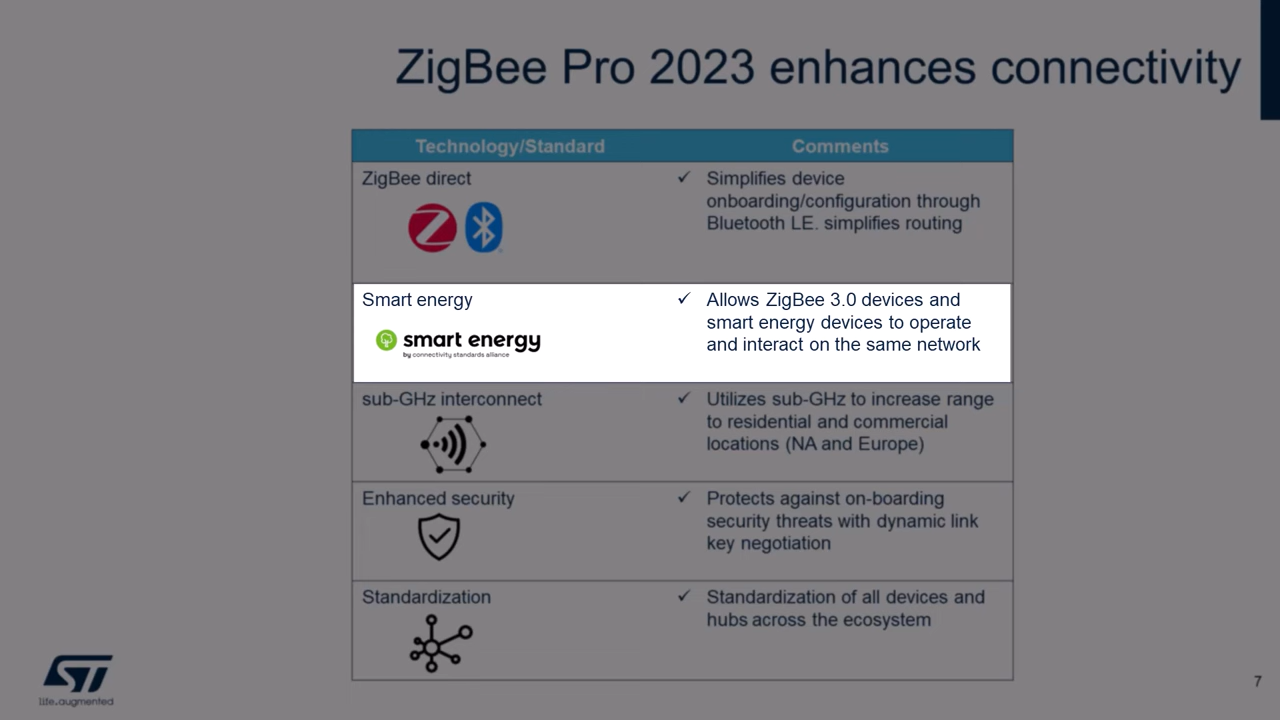 ZigBee Pro 2023 enhances connectivity
Technology/Standard
Comments
ZigBee direct
Simplifies device
onboarding/configuration through
Bluetooth LE. simplifies routing
Smart energy
smart energy
by connectivity standards alliance
Allows ZigBee 3.0 devices and
smart energy devices to operate
and interact on the same network
sub-GHz interconnect
Utilizes sub-GHz to increase range
to residential and commercial
locations (NA and Europe)
Enhanced security
Protects against on-boarding
security threats with dynamic link
key negotiation
Standardization
Standardization of all devices and
hubs across the ecosystem
ST
life.augmented
7